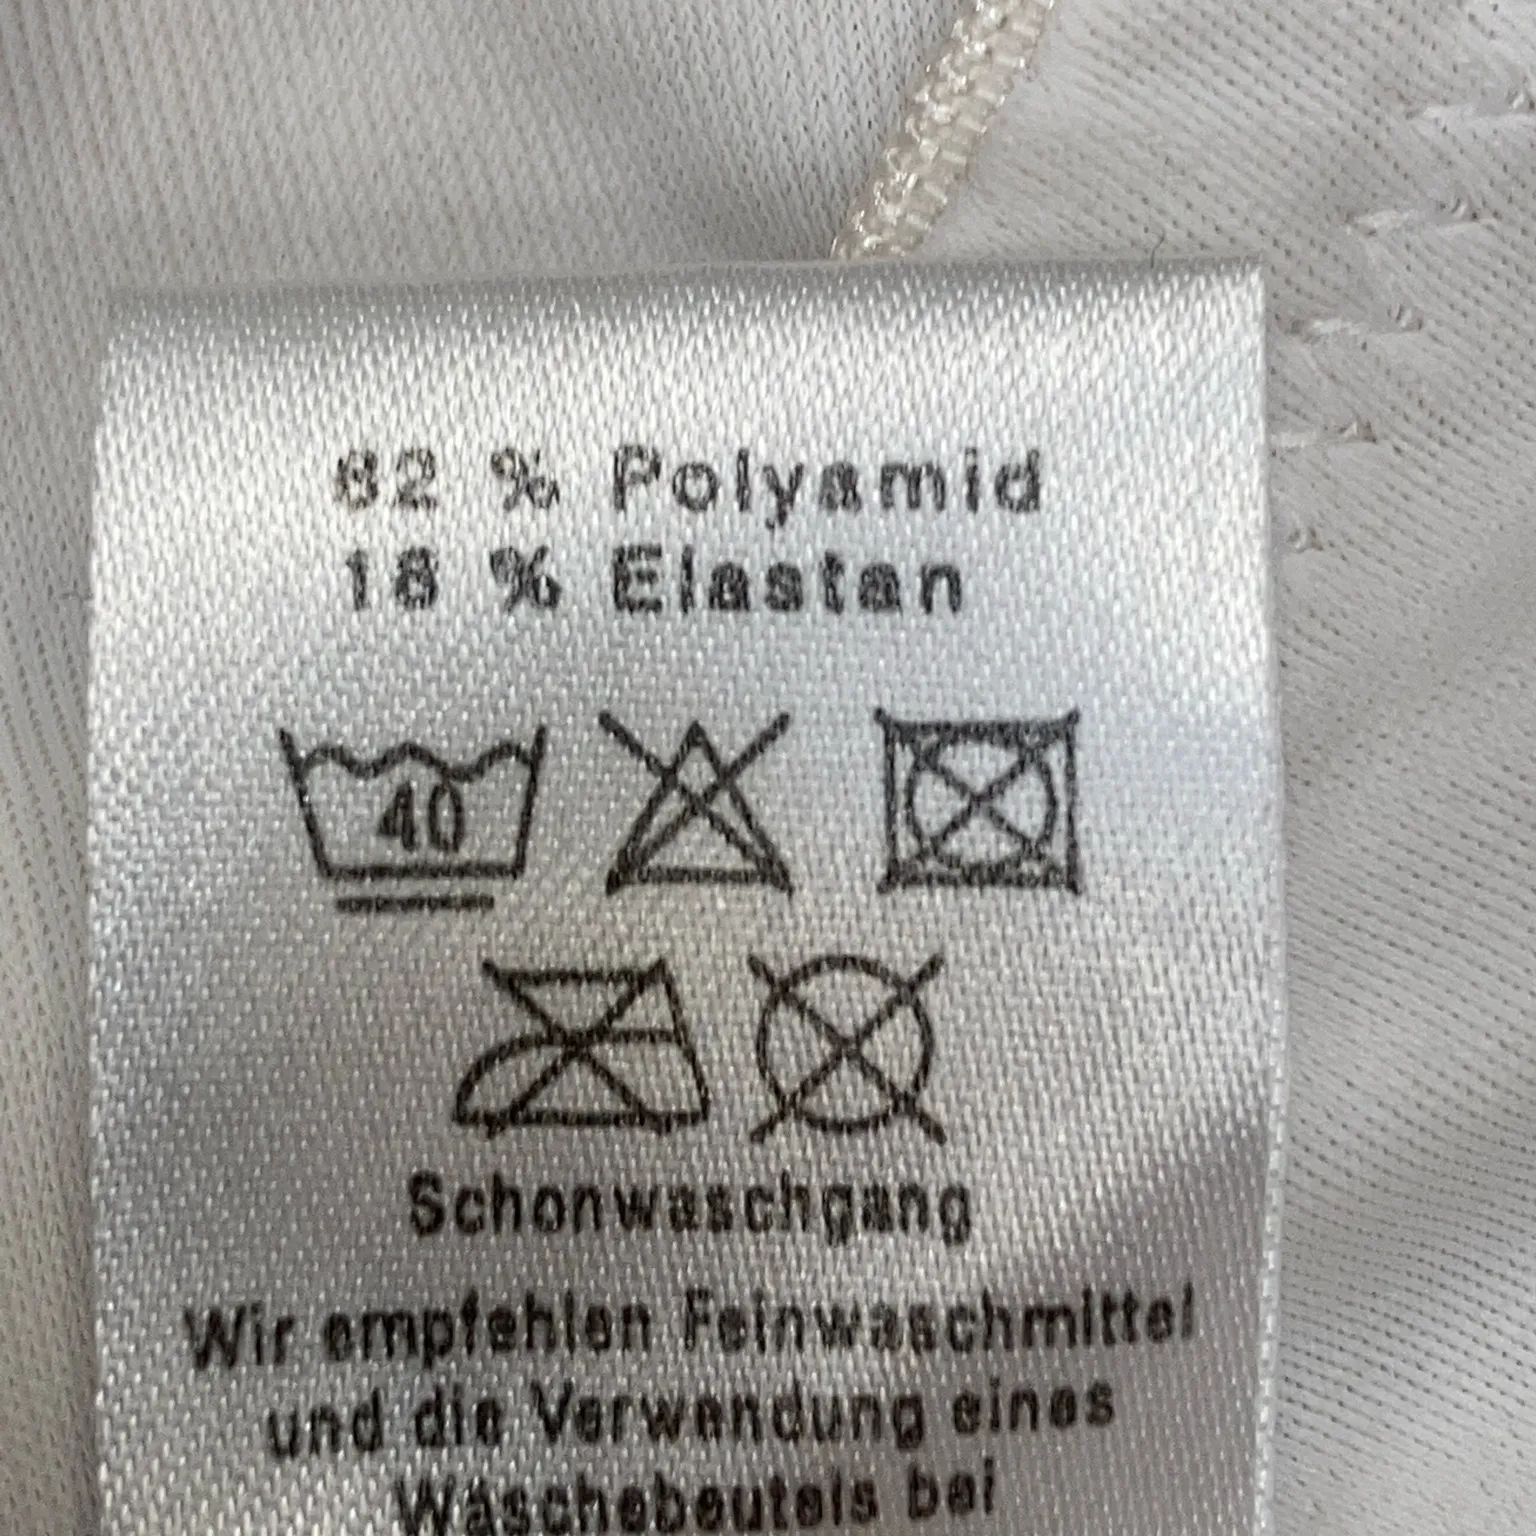 82 % Polyamid
18 % Elastan
40
Schonwaschgang
Wir empfehlen Feinwaschmittel
und die Verwendung eines
Wäschebeutels bei